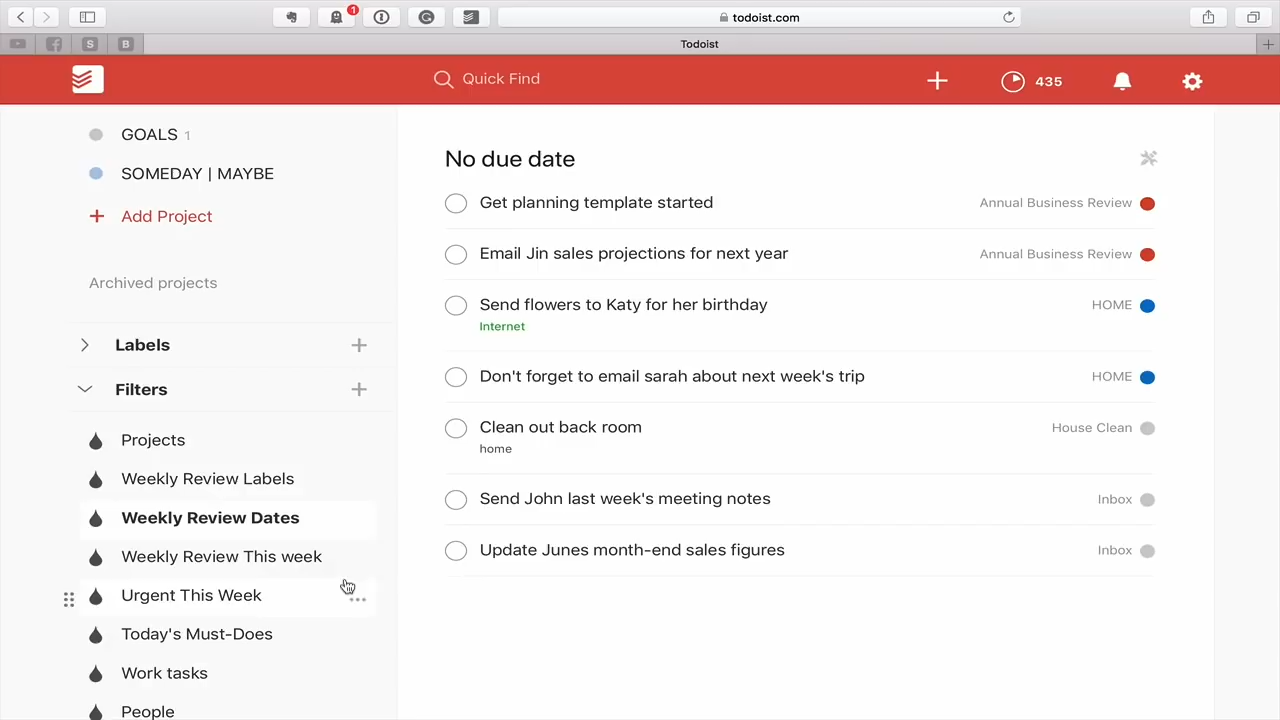 1
todoist.com
S
B
Todoist
Quick Find
435
GOALS 1
SOMEDAY | MAYBE
Add Project
Archived projects
Labels
Filters
Projects
Weekly Review Labels
Weekly Review Dates
Weekly Review This week
Urgent This Week
Today's Must-Does
Work tasks
People
No due date
Get planning template started
Annual Business Review
Email Jin sales projections for next year
Annual Business Review
Send flowers to Katy for her birthday
HOME
Internet
Don't forget to email sarah about next week's trip
HOME
Clean out back room
House Clean
home
Send John last week's meeting notes
Inbox
Update Junes month-end sales figures
Inbox